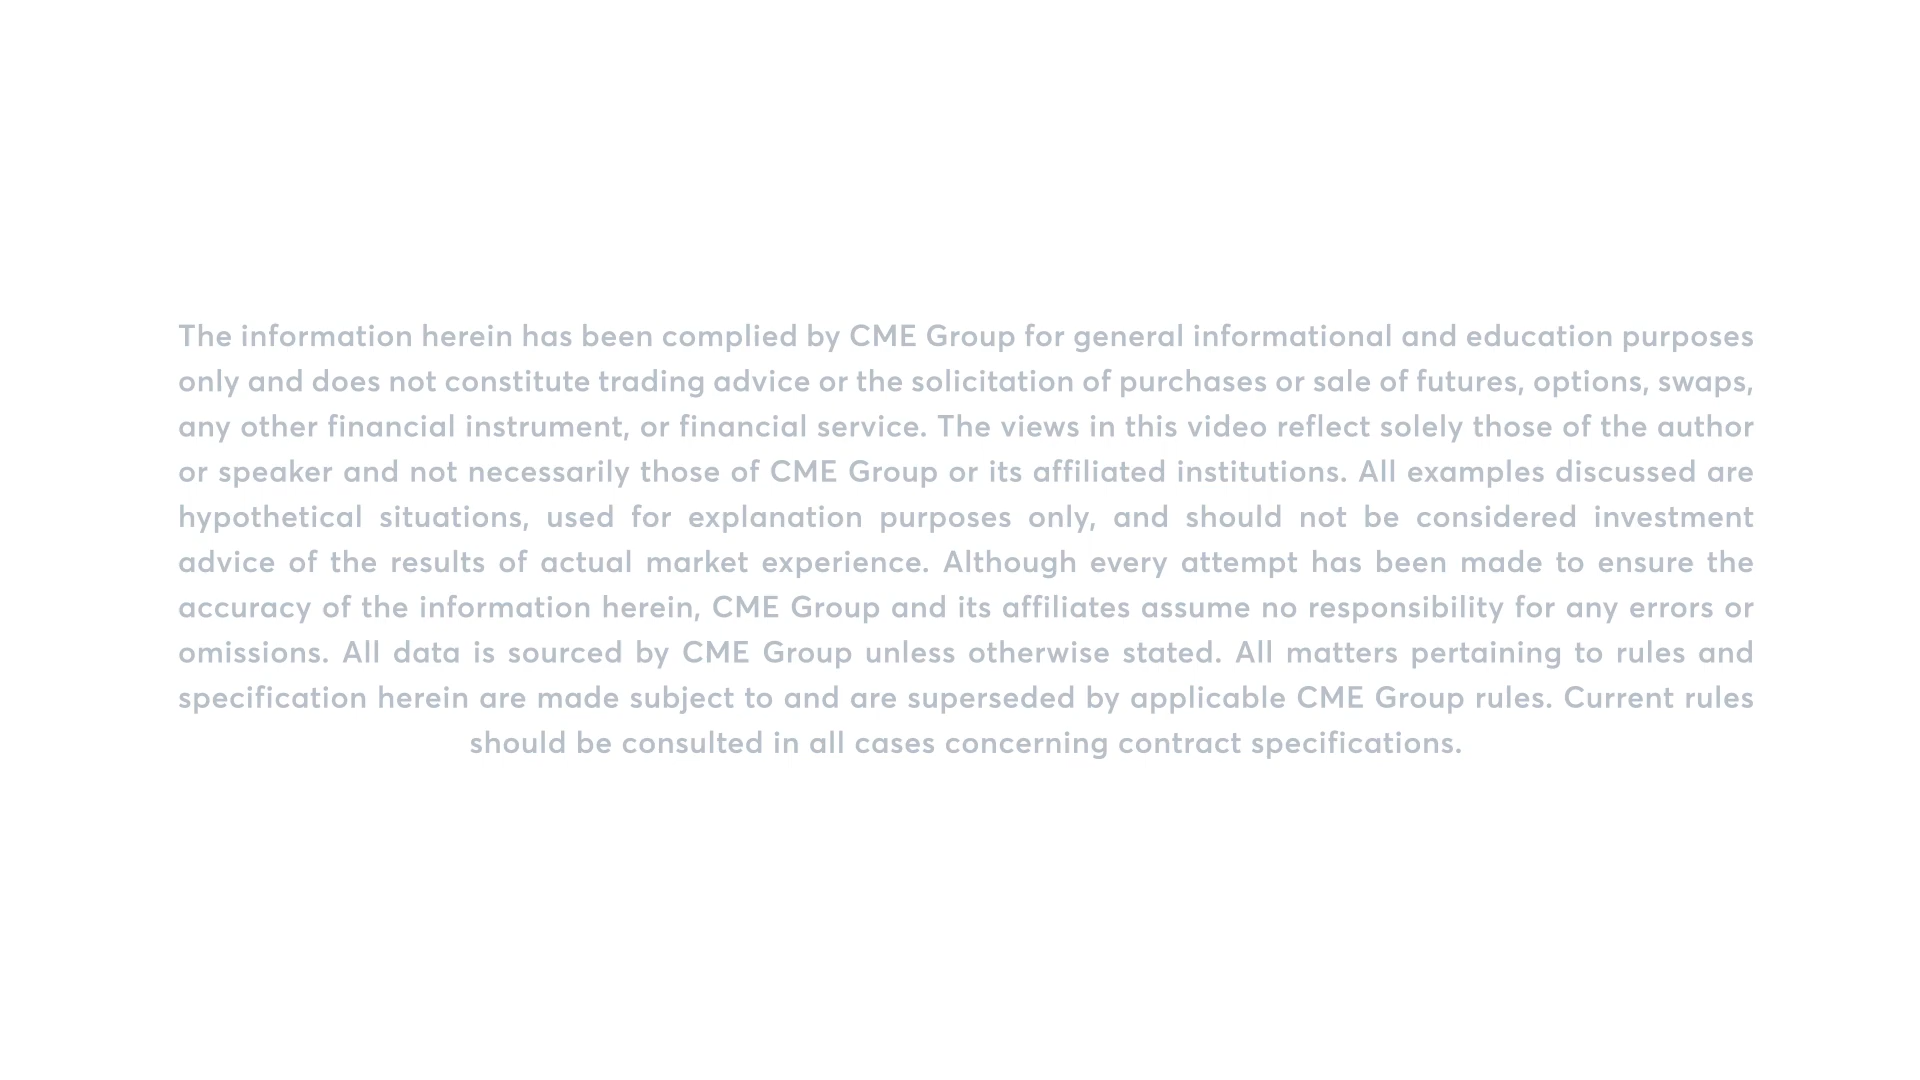 The information herein has been complied by CME Group for general informational and education purposes
only and does not constitute trading advice or the solicitation of purchases or sale of futures, options, swaps,
any other financial instrument, or financial service. The views in this video reflect solely those of the author
or speaker and not necessarily those of CME Group or its affiliated institutions. All examples discussed are
hypothetical situations, used for explanation purposes only, and should not be considered investment
advice of the results of actual market experience. Although every attempt has been made to ensure the
accuracy of the information herein, CME Group and its affiliates assume no responsibility for any errors or
omissions. All data is sourced by CME Group unless otherwise stated. All matters pertaining to rules and
specification herein are made subject to and are superseded by applicable CME Group rules. Current rules
should be consulted in all cases concerning contract specifications.